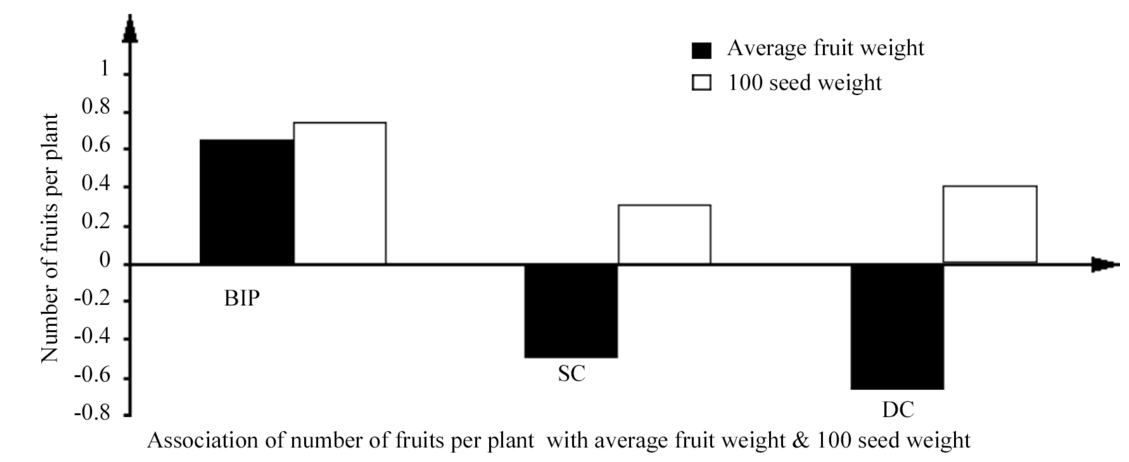 Average fruit weight
100 seed weight
Number of fruits per plant
1
0.8
0.6
0.4
0.2
0
-0.2
-0.4
-0.6
-0.8
BIP
SC
DC
Association of number of fruits per plant with average fruit weight & 100 seed weight